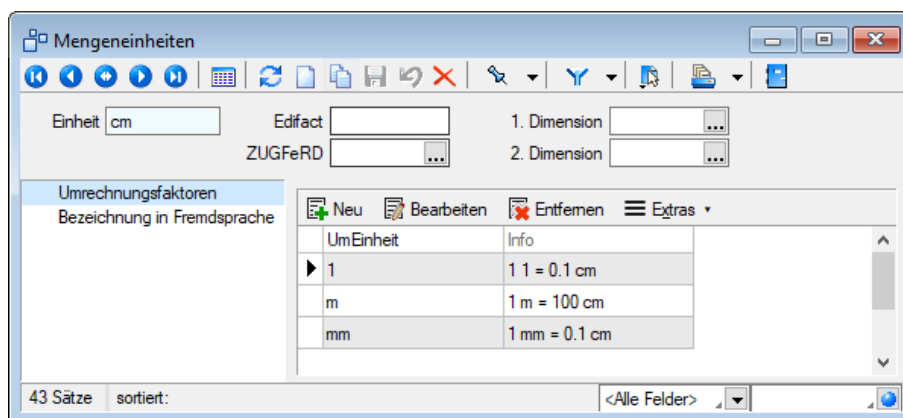 Mengeneinheiten
Einheit cm Edifact 1. Dimension ...
ZUGFeRD ... 2. Dimension ...
Umrechnungsfaktoren
Bezeichnung in Fremdsprache
Neu Bearbeiten Entfernen Extras
UmEinheit Info
1 1 1 = 0.1 cm
m 1 m = 100 cm
mm 1 mm = 0.1 cm
43 Sätze sortiert: <Alle Felder>